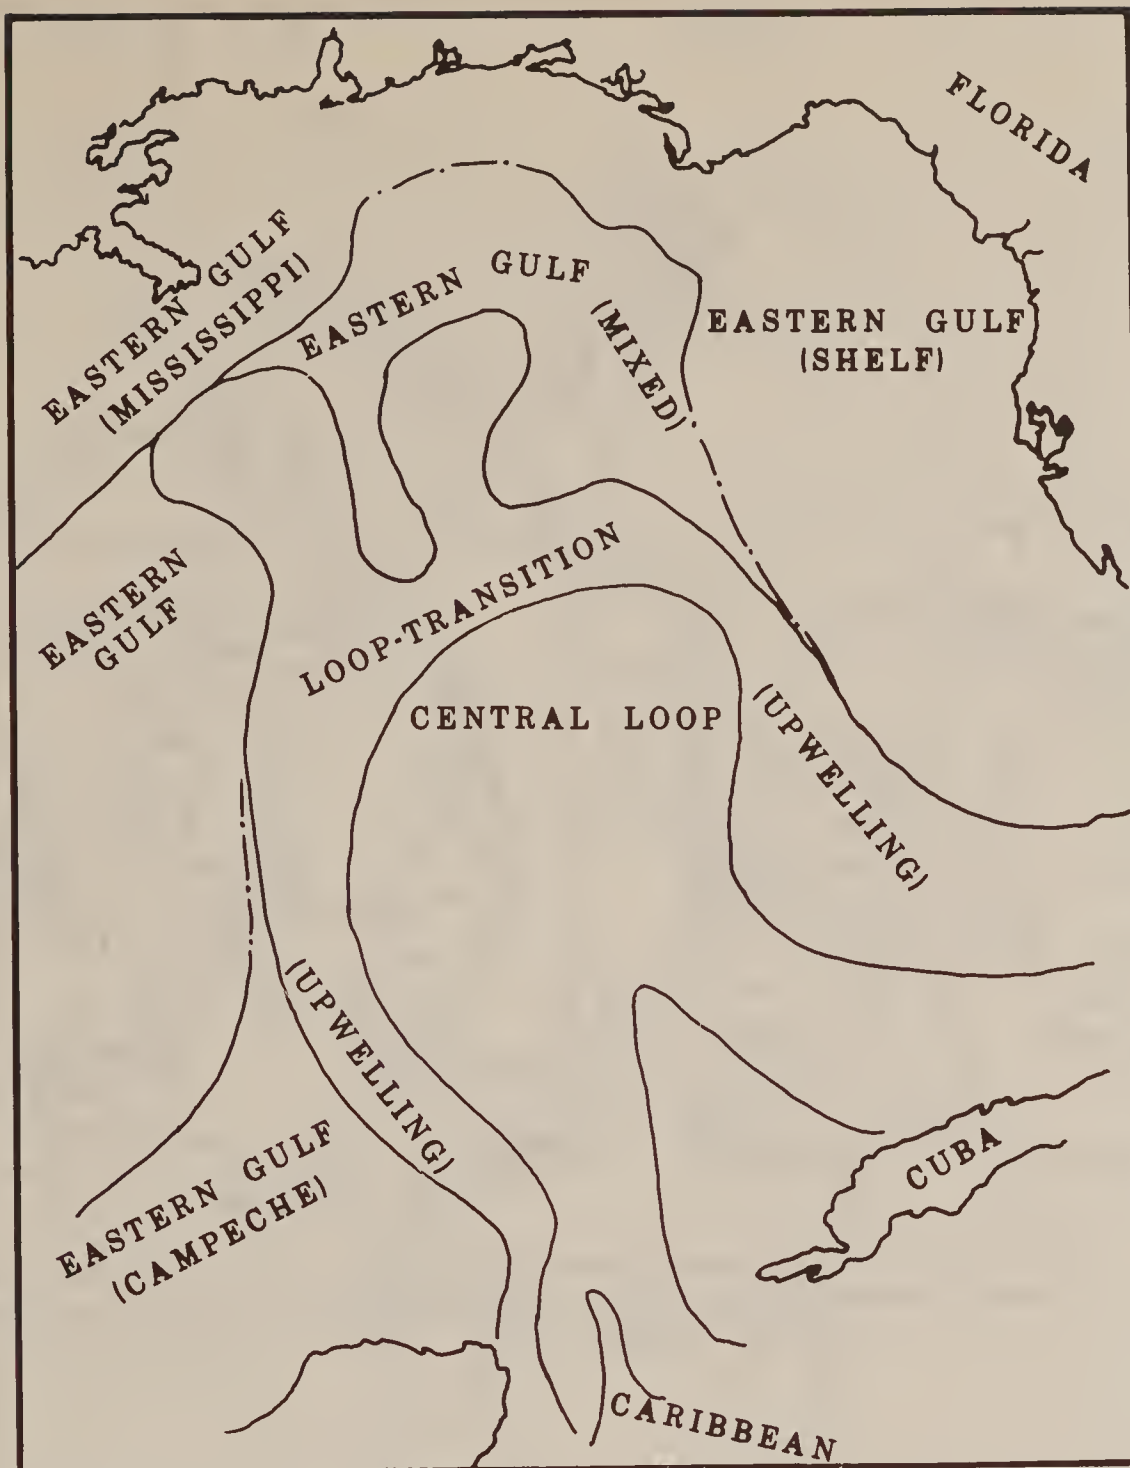 FLORIDA
EASTERN GULF
(MISSISSIPPI)
EASTERN GULF
(MIXED)
EASTERN GULF
(SHELF)
EASTERN
GULF
LOOP-TRANSITION
CENTRAL LOOP
(UPWELLING)
(UPWELLING)
EASTERN GULF
(CAMPECHE)
CUBA
CARIBBEAN